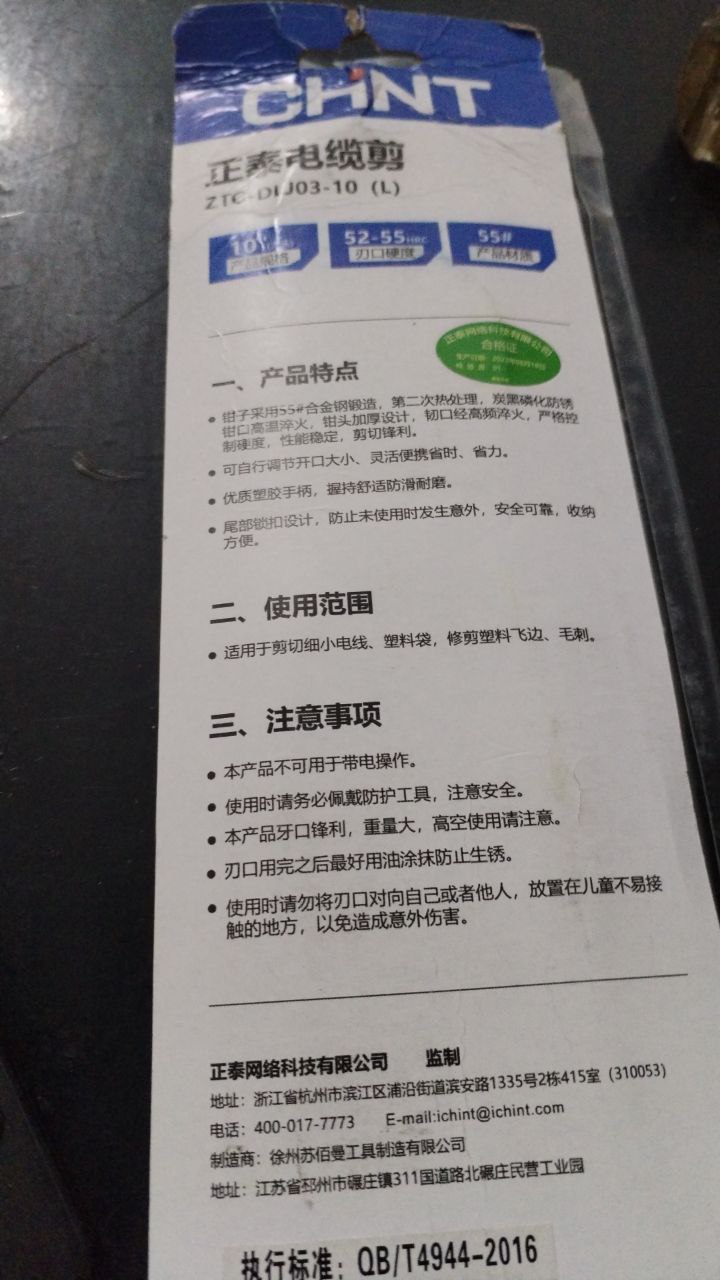 CHNT
正泰电缆剪
ZTC-DLJ03-10（L）
10
产品规格
52-55HRC
刃口硬度
55#
产品材质
正泰网络科技有限公司
合格证
一、产品特点
● 钳子采用55#合金钢锻造，第二次热处理，炭黑磷化防锈
钳口高温淬火，钳头加厚设计，韧口经高频淬火，严格控
制硬度，性能稳定，剪切锋利。
● 可自行调节开口大小、灵活便携省时、省力。
● 优质塑胶手柄，握持舒适防滑耐磨。
● 尾部锁扣设计，防止未使用时发生意外，安全可靠，收纳
方便。
二、使用范围
● 适用于剪切细小电线、塑料袋，修剪塑料飞边、毛刺。
三、注意事项
● 本产品不可用于带电操作。
● 使用时请务必佩戴防护工具，注意安全。
● 本产品牙口锋利，重量大，高空使用请注意。
● 刃口用完之后最好用油涂抹防止生锈。
● 使用时请勿将刃口对向自己或者他人，放置在儿童不易接
触的地方，以免造成意外伤害。
正泰网络科技有限公司 监制
地址：浙江省杭州市滨江区浦沿街道滨安路1335号2栋415室（310053）
电话：400-017-7773 E-mail:ichint@ichint.com
制造商：徐州苏佰曼工具制造有限公司
地址：江苏省邳州市碾庄镇311国道路北碾庄民营工业园
执行标准：QB/T4944-2016